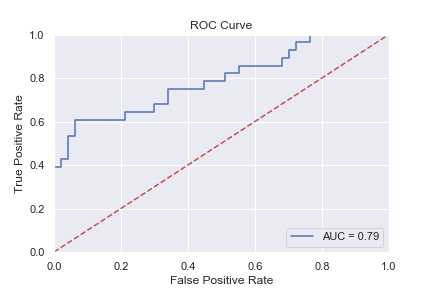 ROC Curve
1.0
0.8
0.6
0.4
0.2
0.0
True Positive Rate
AUC = 0.79
0.0 0.2 0.4 0.6 0.8 1.0
False Positive Rate